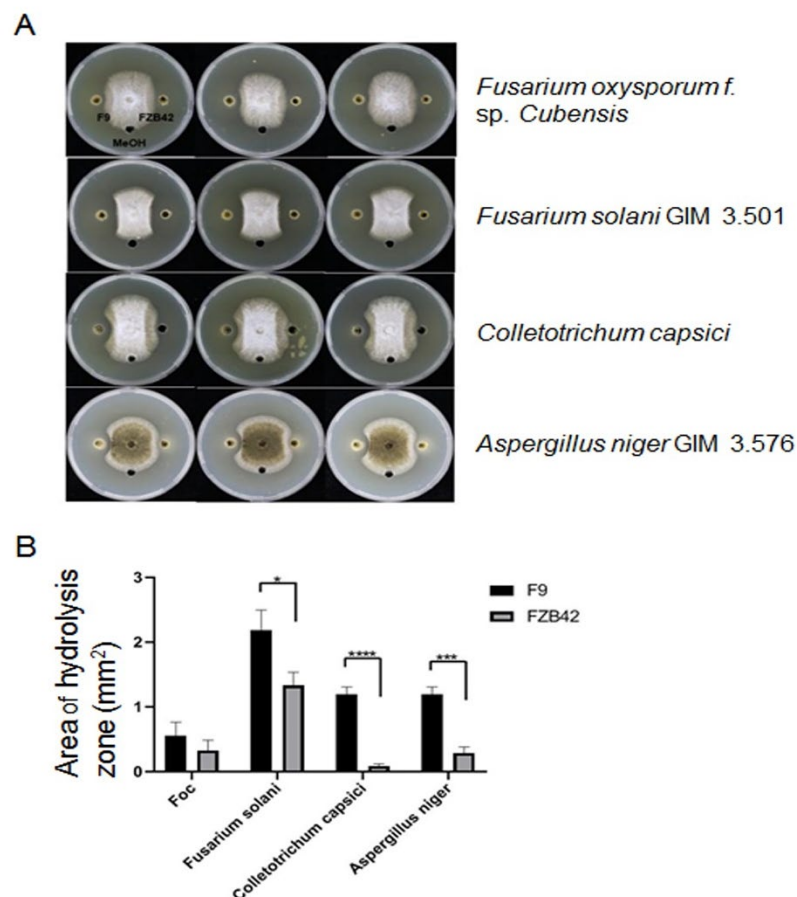 A
F9
FZB42
MeOH
Fusarium oxysporum f.
sp. Cubensis
Fusarium solani GIM 3.501
Colletotrichum capsici
Aspergillus niger GIM 3.576
B
Area of hydrolysis
zone (mm²)
3
2
1
0
*
****
***
F9
FZB42
Foc
Fusarium solani
Colletotrichum capsici
Aspergillus niger